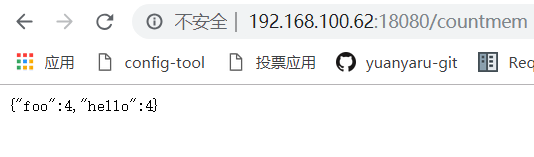 不安全 | 192.168.100.62:18080/countmem
应用 config-tool 投票应用 yuanyaru-git Req
{"foo":4,"hello":4}